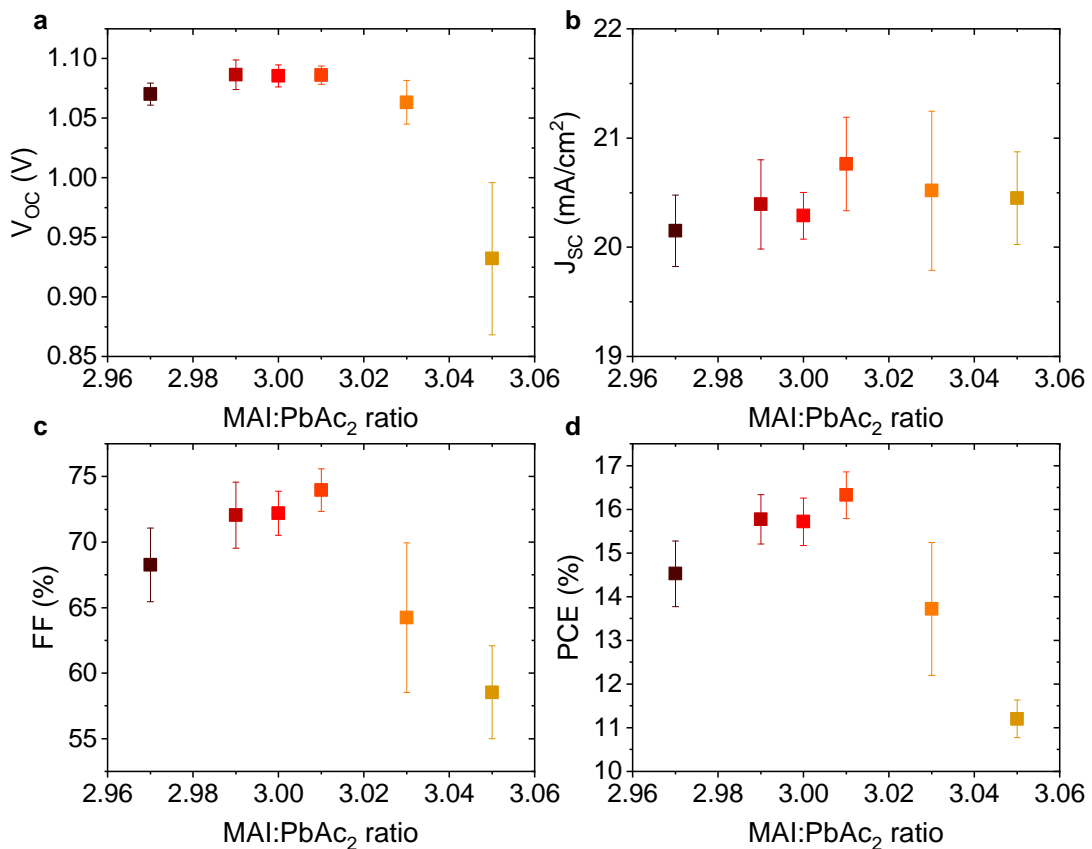 a
b
1.10
1.05
1.00
0.95
0.90
0.85
V_OC (V)
2.96 2.98 3.00 3.02 3.04 3.06
MAI:PbAc₂ ratio
22
21
20
19
J_SC (mA/cm²)
2.96 2.98 3.00 3.02 3.04 3.06
MAI:PbAc₂ ratio
c
d
75
70
65
60
55
FF (%)
2.96 2.98 3.00 3.02 3.04 3.06
MAI:PbAc₂ ratio
17
16
15
14
13
12
11
10
PCE (%)
2.96 2.98 3.00 3.02 3.04 3.06
MAI:PbAc₂ ratio